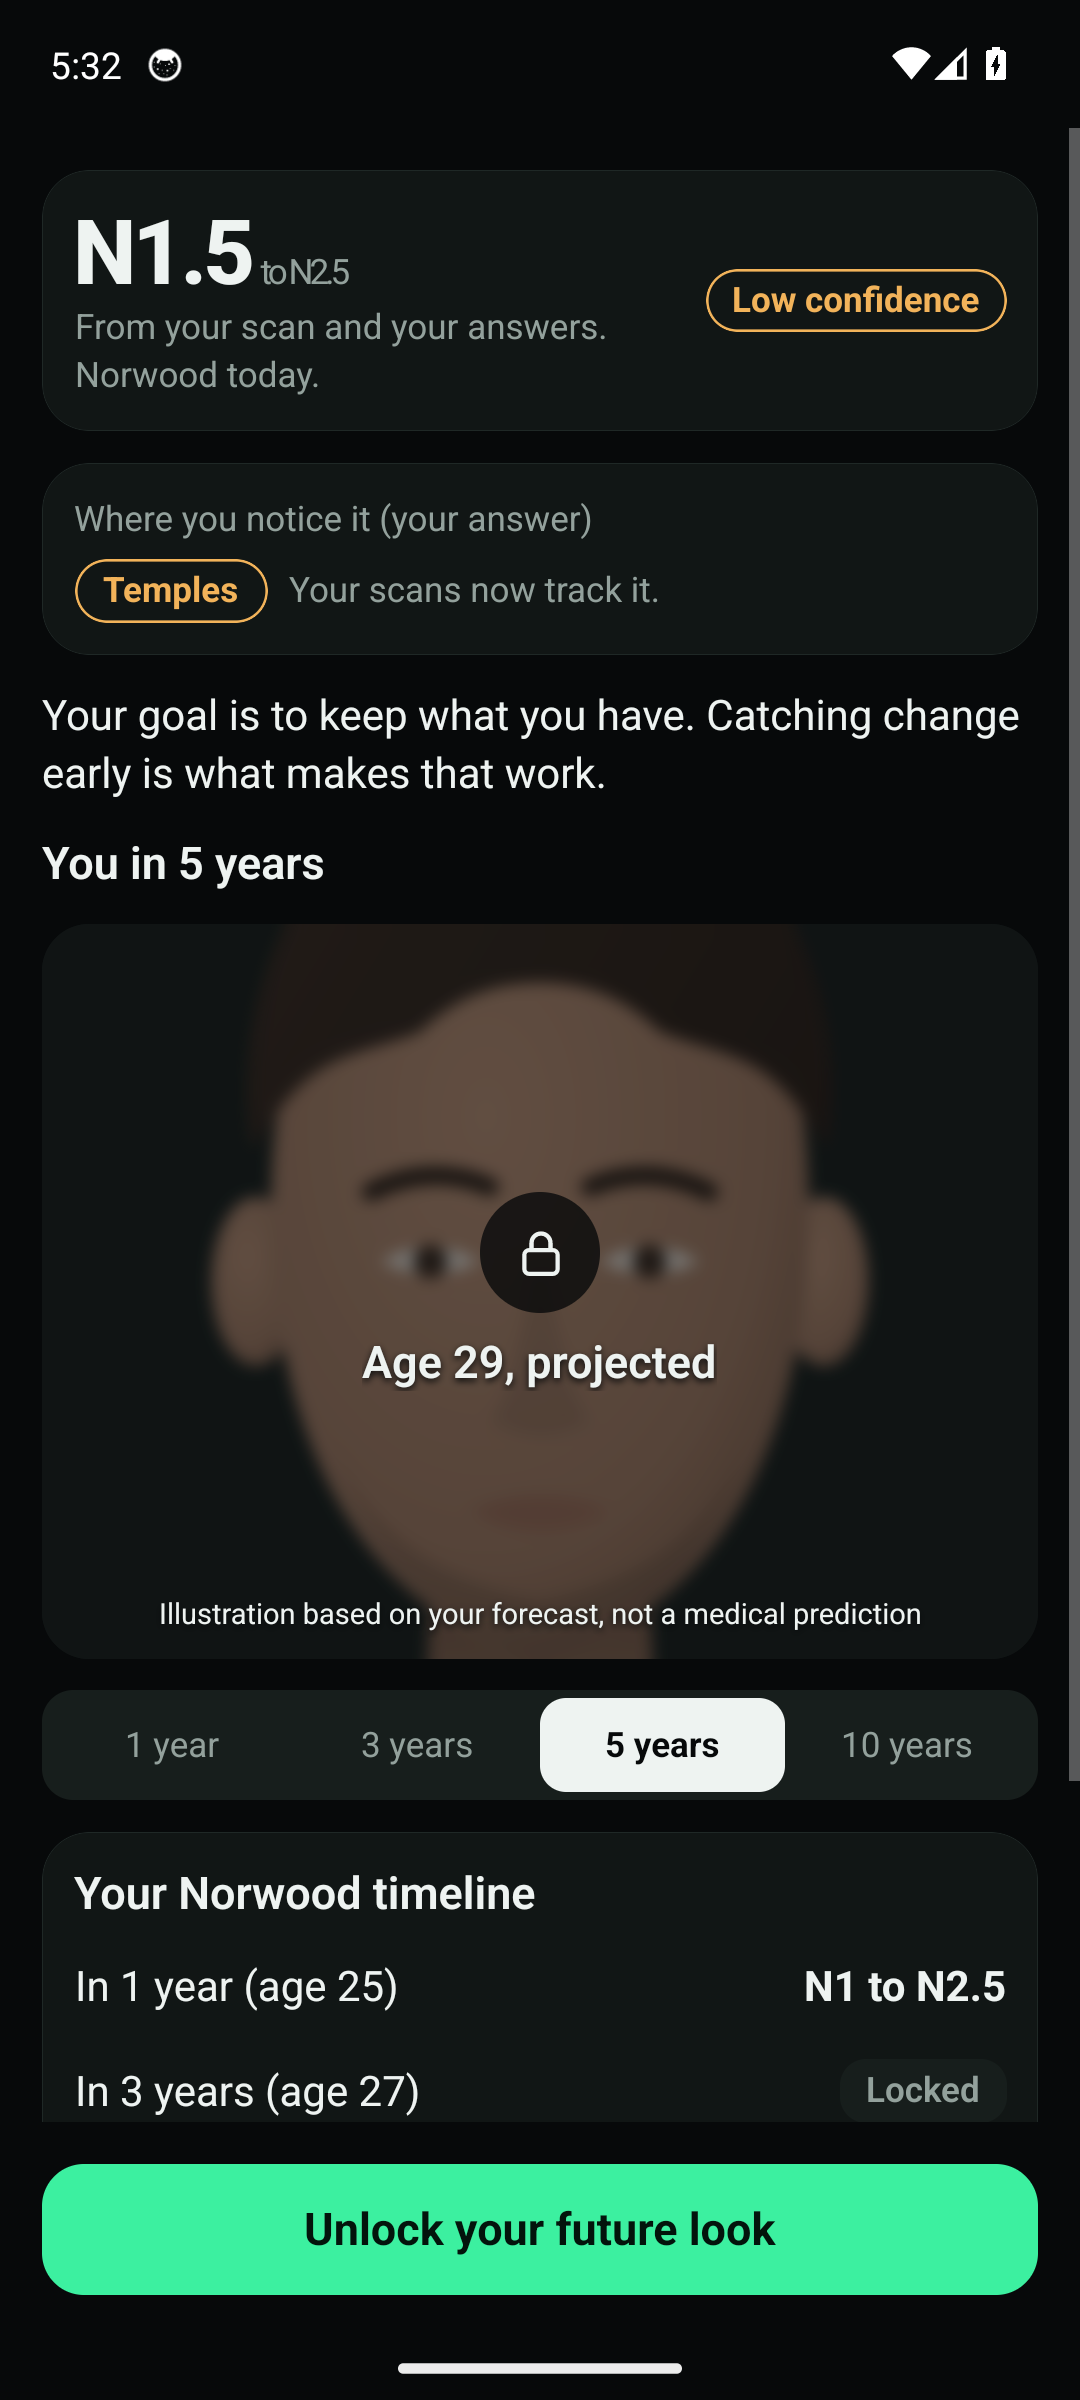 5:32
N1.5 to N2.5
Low confidence
From your scan and your answers.
Norwood today.
Where you notice it (your answer)
Temples Your scans now track it.
Your goal is to keep what you have. Catching change
early is what makes that work.
You in 5 years
Age 29, projected
Illustration based on your forecast, not a medical prediction
1 year 3 years 5 years 10 years
Your Norwood timeline
In 1 year (age 25) N1 to N2.5
In 3 years (age 27) Locked
Unlock your future look